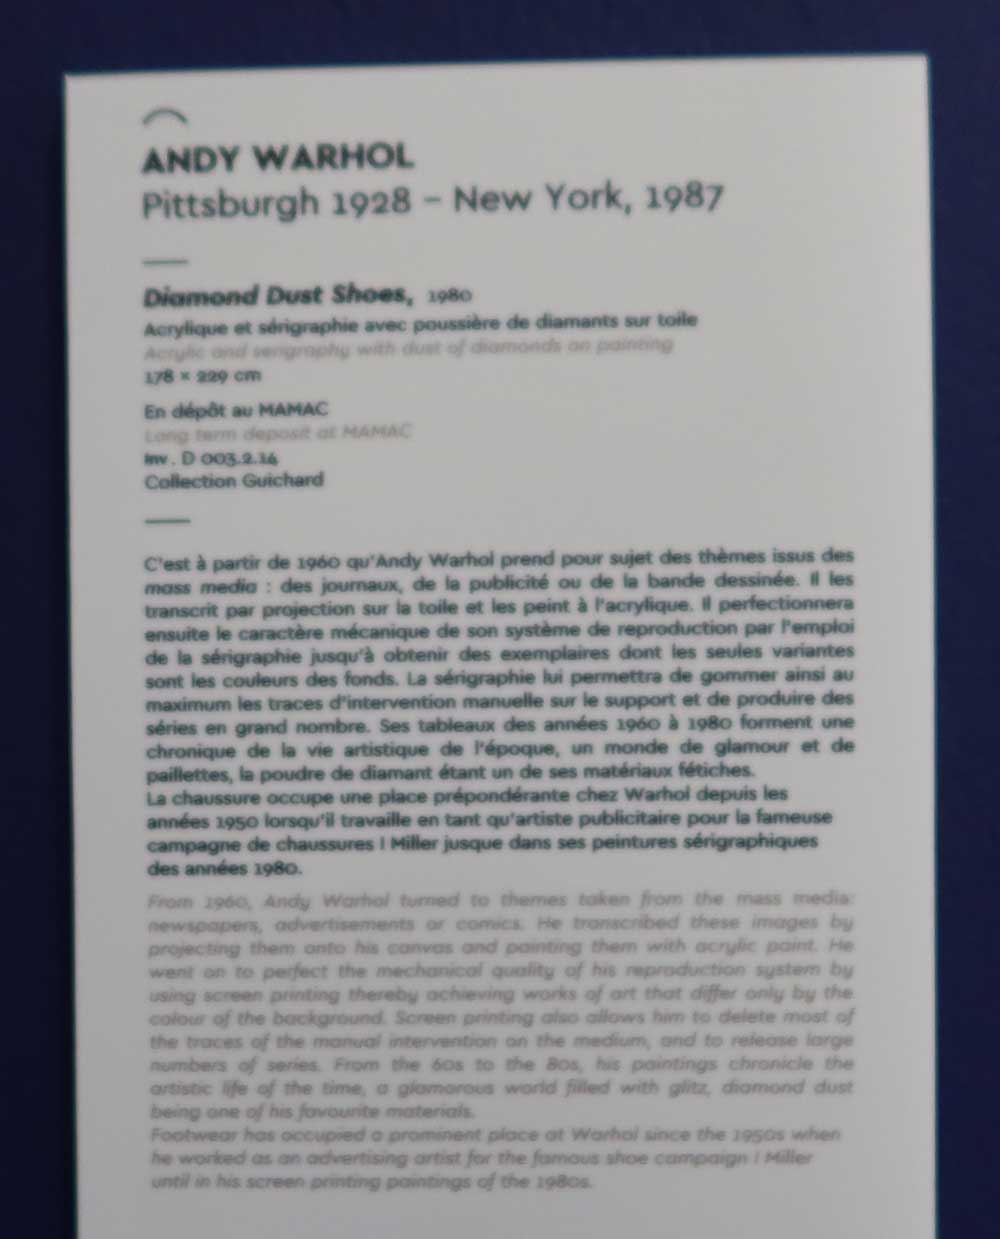 ANDY WARHOL
Pittsburgh 1928 – New York, 1987
Diamond Dust Shoes, 1980
Acrylique et sérigraphie avec poussière de diamants sur toile
Acrylic and serigraphy with dust of diamonds on painting
178 × 229 cm
En dépôt au MAMAC
Long term deposit at MAMAC
Inv. D 003.2.14
Collection Guichard
C'est à partir de 1960 qu'Andy Warhol prend pour sujet des thèmes issus des
mass media : des journaux, de la publicité ou de la bande dessinée. Il les
transcrit par projection sur la toile et les peint à l'acrylique. Il perfectionnera
ensuite le caractère mécanique de son système de reproduction par l'emploi
de la sérigraphie jusqu'à obtenir des exemplaires dont les seules variantes
sont les couleurs des fonds. La sérigraphie lui permettra de gommer ainsi au
maximum les traces d'intervention manuelle sur le support et de produire des
séries en grand nombre. Ses tableaux des années 1960 à 1980 forment une
chronique de la vie artistique de l'époque, un monde de glamour et de
paillettes, la poudre de diamant étant un de ses matériaux fétiches.
La chaussure occupe une place prépondérante chez Warhol depuis les
années 1950 lorsqu'il travaille en tant qu'artiste publicitaire pour la fameuse
campagne de chaussures I Miller jusque dans ses peintures sérigraphiques
des années 1980.
From 1960, Andy Warhol turned to themes taken from the mass media:
newspapers, advertisements or comics. He transcribed these images by
projecting them onto his canvas and painting them with acrylic paint. He
went on to perfect the mechanical quality of his reproduction system by
using screen printing thereby achieving works of art that differ only by the
colour of the background. Screen printing also allows him to delete most of
the traces of the manual intervention on the medium, and to release large
numbers of series. From the 60s to the 80s, his paintings chronicle the
artistic life of the time, a glamorous world filled with glitz, diamond dust
being one of his favourite materials.
Footwear has occupied a prominent place at Warhol since the 1950s when
he worked as an advertising artist for the famous shoe campaign I Miller
until in his screen printing paintings of the 1980s.